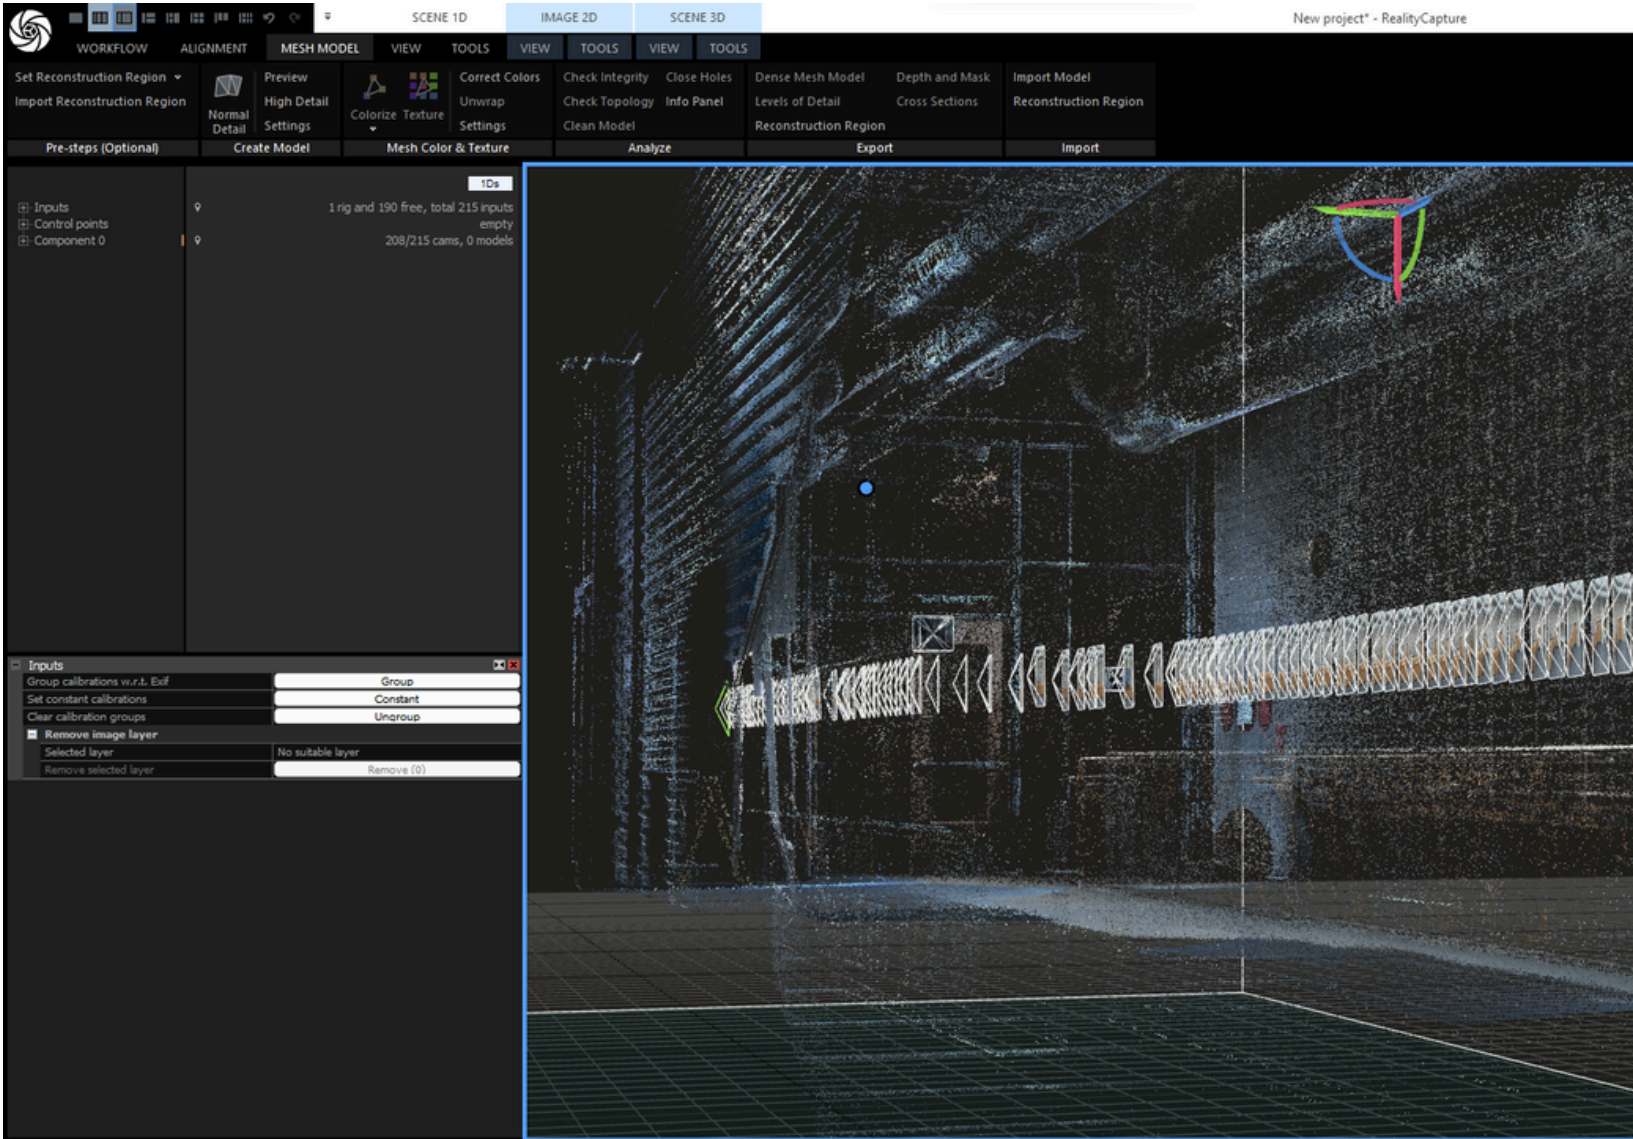 SCENE 1D
IMAGE 2D
SCENE 3D
New project* - RealityCapture
WORKFLOW
ALIGNMENT
MESH MODEL
VIEW
TOOLS
VIEW
TOOLS
VIEW
TOOLS
Set Reconstruction Region
Import Reconstruction Region
Pre-steps (Optional)
Normal
Detail
Preview
High Detail
Settings
Create Model
Colorize
Texture
Correct Colors
Unwrap
Settings
Mesh Color & Texture
Check Integrity
Close Holes
Check Topology
Info Panel
Clean Model
Analyze
Dense Mesh Model
Depth and Mask
Levels of Detail
Cross Sections
Reconstruction Region
Export
Import Model
Reconstruction Region
Import
1Ds
Inputs
1 rig and 190 free, total 215 inputs
Control points
empty
Component 0
208/215 cams, 0 models
Inputs
Group calibrations w.r.t. Exif
Group
Set constant calibrations
Constant
Clear calibration groups
Ungroup
Remove image layer
Selected layer
No suitable layer
Remove selected layer
Remove (0)